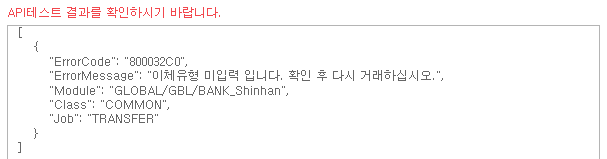 API테스트 결과를 확인하시기 바랍니다.
[
{
"ErrorCode": "800032C0",
"ErrorMessage": "이체유형 미입력 입니다. 확인 후 다시 거래하십시오.",
"Module": "GLOBAL/GBL/BANK_Shinhan",
"Class": "COMMON",
"Job": "TRANSFER"
}
]